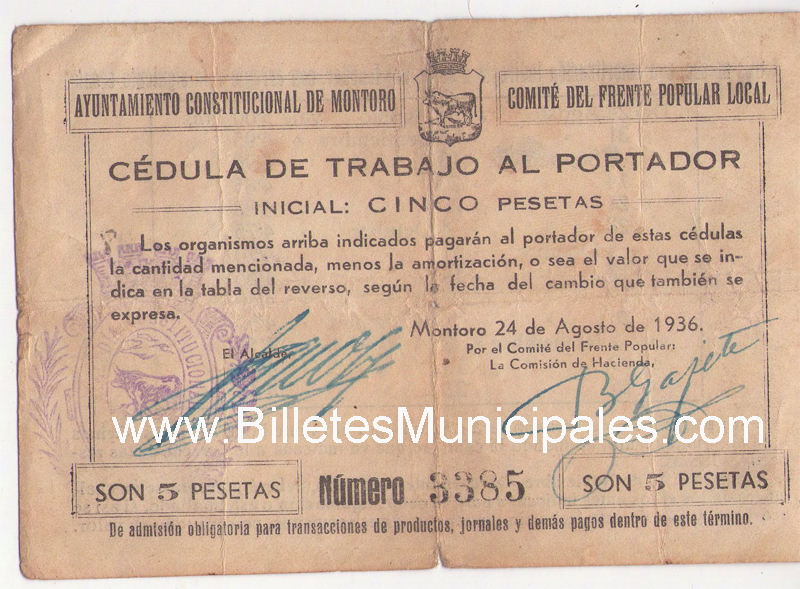 AYUNTAMIENTO CONSTITUCIONAL DE MONTORO
COMITÉ DEL FRENTE POPULAR LOCAL
CÉDULA DE TRABAJO AL PORTADOR
INICIAL: CINCO PESETAS
Los organismos arriba indicados pagarán al portador de estas cédulas
la cantidad mencionada, menos la amortización, o sea el valor que se in-
dica en la tabla del reverso, según la fecha del cambio que también se
expresa.
Montoro 24 de Agosto de 1936.
El Alcalde,
Por el Comité del Frente Popular:
La Comisión de Hacienda,
B Gajete
www.BilletesMunicipales.com
SON 5 PESETAS
Número 3385
SON 5 PESETAS
De admisión obligatoria para transacciones de productos, jornales y demás pagos dentro de este término.